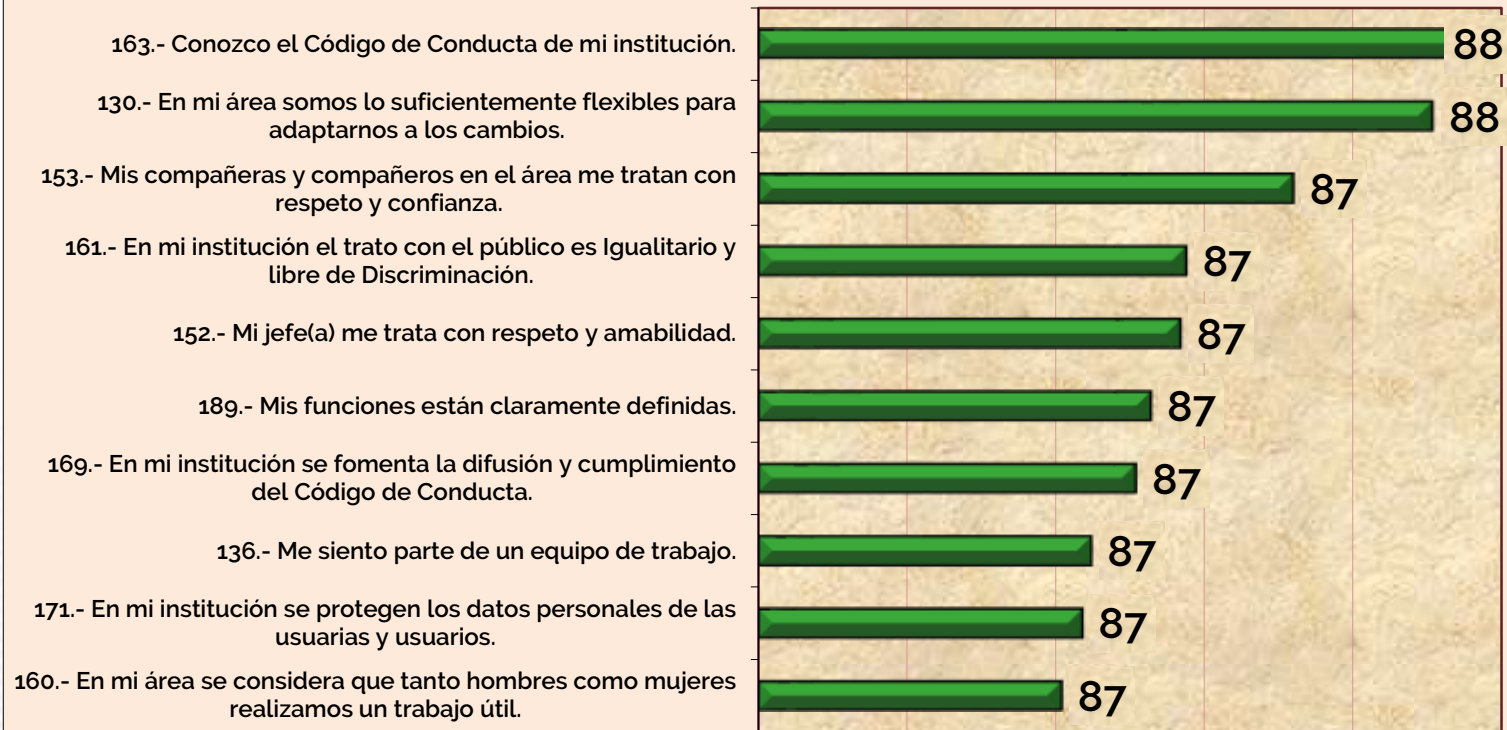 163.- Conozco el Código de Conducta de mi institución.
88
130.- En mi área somos lo suficientemente flexibles para
adaptarnos a los cambios.
88
153.- Mis compañeras y compañeros en el área me tratan con
respeto y confianza.
87
161.- En mi institución el trato con el público es Igualitario y
libre de Discriminación.
87
152.- Mi jefe(a) me trata con respeto y amabilidad.
87
189.- Mis funciones están claramente definidas.
87
169.- En mi institución se fomenta la difusión y cumplimiento
del Código de Conducta.
87
136.- Me siento parte de un equipo de trabajo.
87
171.- En mi institución se protegen los datos personales de las
usuarias y usuarios.
87
160.- En mi área se considera que tanto hombres como mujeres
realizamos un trabajo útil.
87